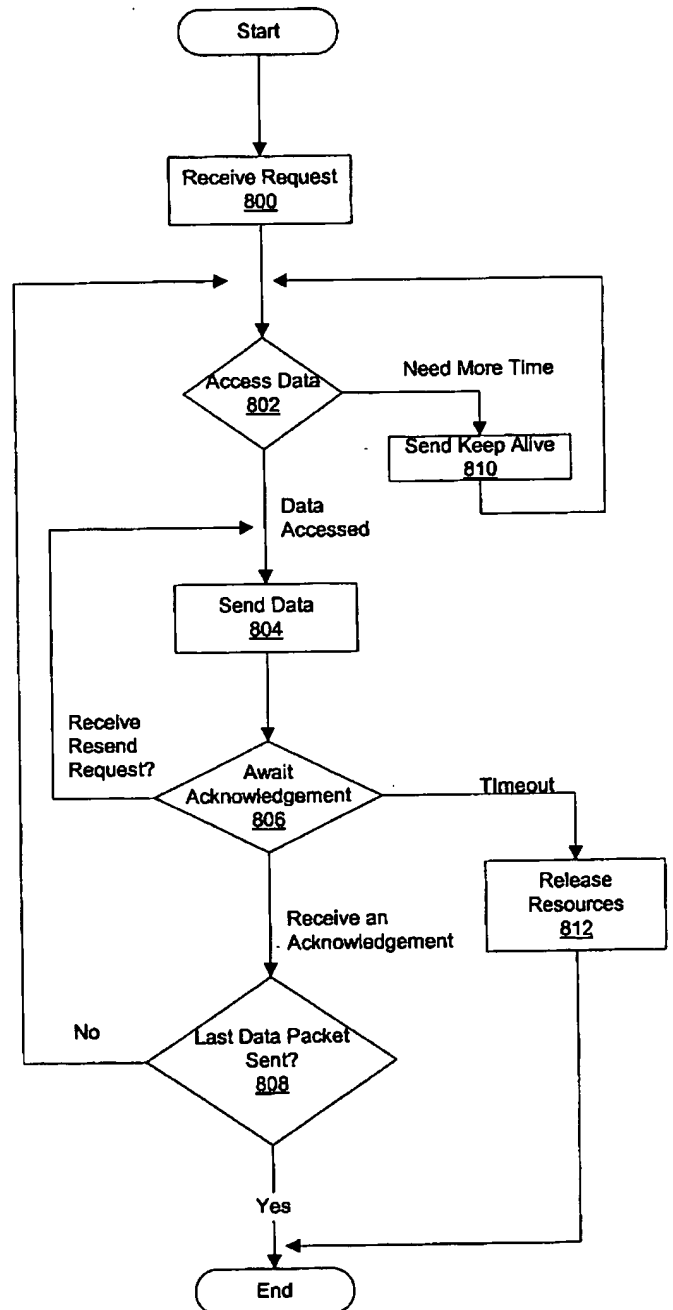 Start
Receive Request
800
Access Data
802
Need More Time
Send Keep Alive
810
Data
Accessed
Send Data
804
Receive
Resend
Request?
Await
Acknowledgement
806
Timeout
Release
Resources
812
Receive an
Acknowledgement
No
Last Data Packet
Sent?
808
Yes
End